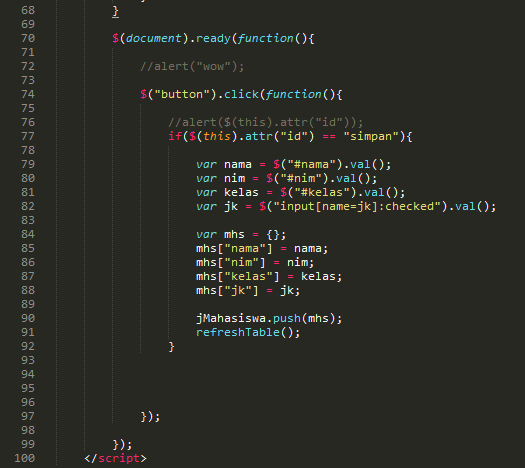 68 }
69
70 $(document).ready(function(){
71
72 //alert("wow");
73
74 $("button").click(function(){
75
76 //alert($(this).attr("id"));
77 if($(this).attr("id") == "simpan"){
78
79 var nama = $("#nama").val();
80 var nim = $("#nim").val();
81 var kelas = $("#kelas").val();
82 var jk = $("input[name=jk]:checked").val();
83
84 var mhs = {};
85 mhs["nama"] = nama;
86 mhs["nim"] = nim;
87 mhs["kelas"] = kelas;
88 mhs["jk"] = jk;
89
90 jMahasiswa.push(mhs);
91 refreshTable();
92 }
93
94
95
96
97 });
98
99 });
100 </script>